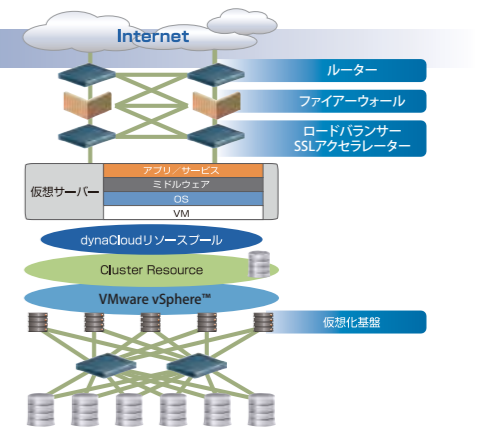 Internet
ルーター
ファイアーウォール
ロードバランサー
SSLアクセラレーター
アプリ／サービス
ミドルウェア
仮想サーバー
OS
VM
dynaCloudリソースプール
Cluster Resource
VMware vSphere™
仮想化基盤